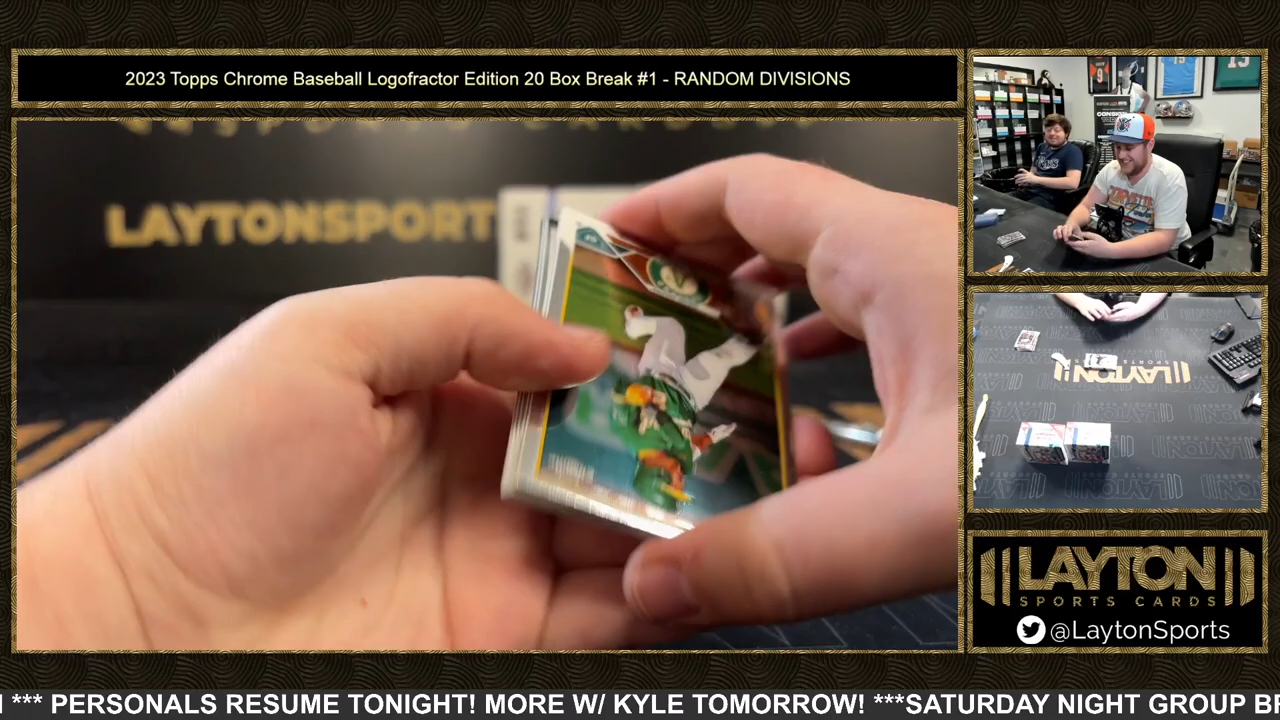 2023 Topps Chrome Baseball Logofractor Edition 20 Box Break #1 - RANDOM DIVISIONS
LAYTONSPORT
LAYTON
LAYTON
SPORTS CARDS
@LaytonSports
*** PERSONALS RESUME TONIGHT! MORE W/ KYLE TOMORROW! ***SATURDAY NIGHT GROUP